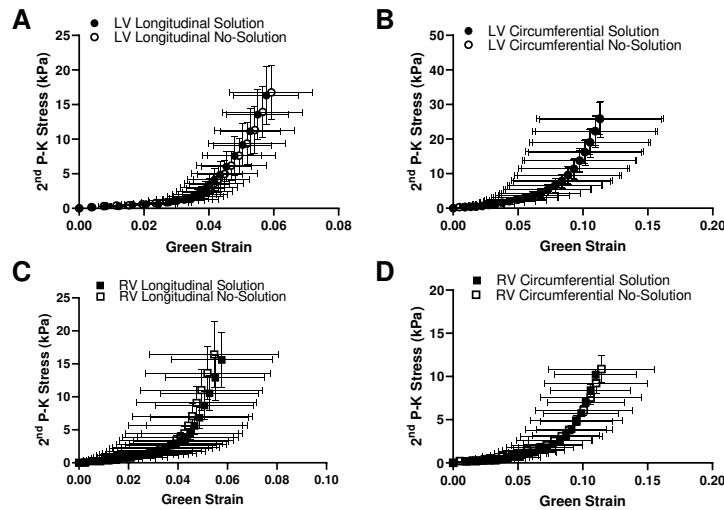 A
LV Longitudinal Solution
LV Longitudinal No-Solution
2nd P-K Stress (kPa)
25
20
15
10
5
0
0.00 0.02 0.04 0.06 0.08
Green Strain
B
LV Circumferential Solution
LV Circumferential No-Solution
2nd P-K Stress (kPa)
50
40
30
20
10
0
0.00 0.05 0.10 0.15 0.20
Green Strain
C
RV Longitudinal Solution
RV Longitudinal No-Solution
2nd P-K Stress (kPa)
25
20
15
10
5
0
0.00 0.02 0.04 0.06 0.08 0.10
Green Strain
D
RV Circumferential Solution
RV Circumferential No-Solution
2nd P-K Stress (kPa)
20
15
10
5
0
0.00 0.05 0.10 0.15 0.20
Green Strain